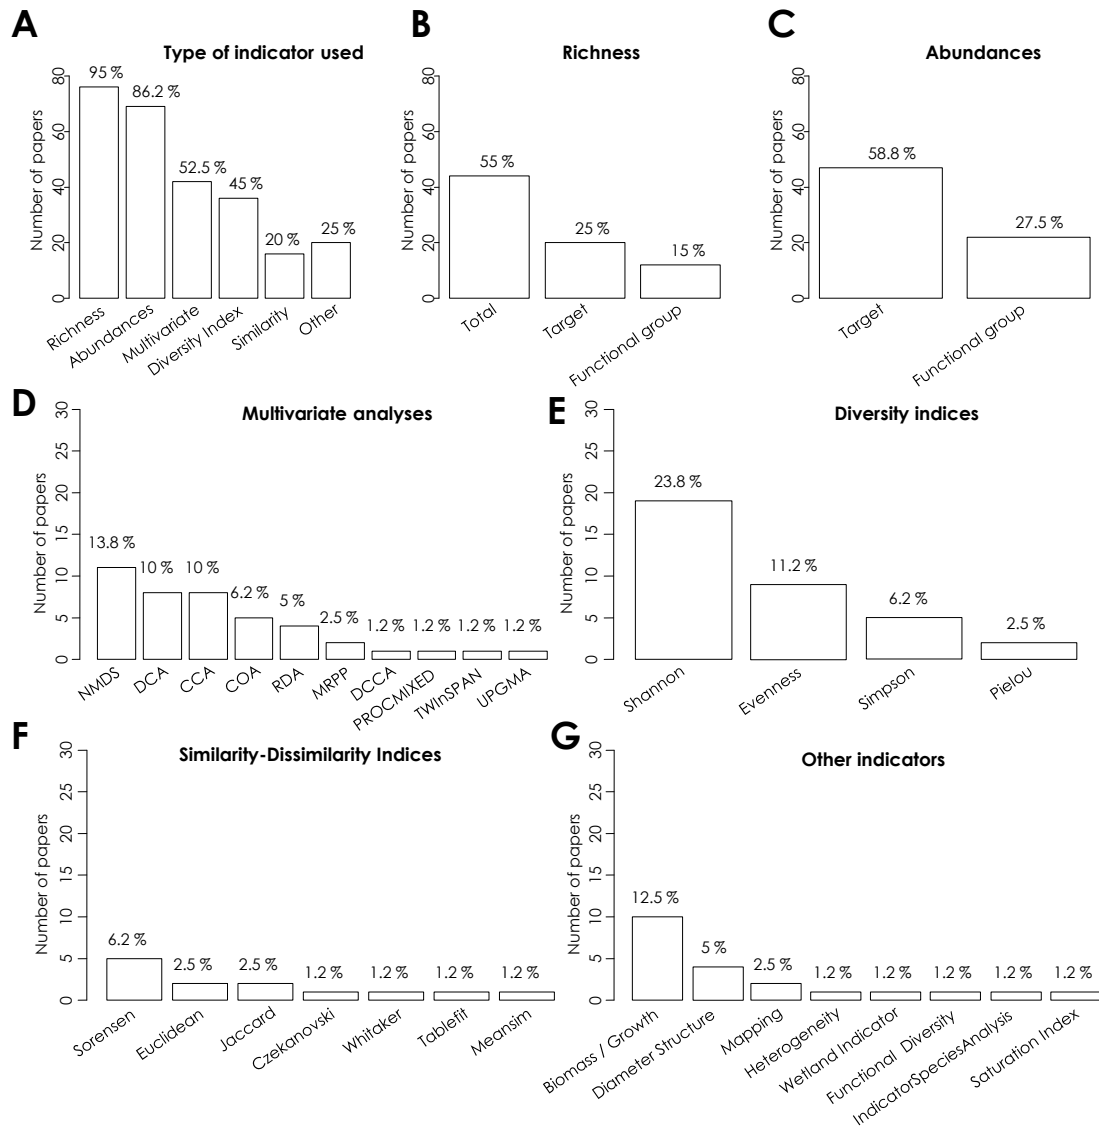 A
Type of indicator used
Number of papers
0 20 40 60 80
95 %
86.2 %
52.5 %
45 %
20 %
25 %
Richness
Abundances
Multivariate
Diversity Index
Similarity
Other
B
Richness
Number of papers
0 20 40 60 80
55 %
25 %
15 %
Total
Target
Functional group
C
Abundances
Number of papers
0 20 40 60 80
58.8 %
27.5 %
Target
Functional group
D
Multivariate analyses
Number of papers
0 5 10 15 20 25 30
13.8 %
10 %
10 %
6.2 %
5 %
2.5 %
1.2 %
1.2 %
1.2 %
1.2 %
NMDS
DCA
CCA
COA
RDA
MRPP
DCCA
PROCMIXED
TWInSPAN
UPGMA
E
Diversity indices
Number of papers
0 5 10 15 20 25 30
23.8 %
11.2 %
6.2 %
2.5 %
Shannon
Evenness
Simpson
Pielou
F
Similarity-Dissimilarity Indices
Number of papers
0 5 10 15 20 25 30
6.2 %
2.5 %
2.5 %
1.2 %
1.2 %
1.2 %
1.2 %
Sorensen
Euclidean
Jaccard
Czekanovski
Whitaker
Tablefit
Meansim
G
Other indicators
Number of papers
0 5 10 15 20 25 30
12.5 %
5 %
2.5 %
1.2 %
1.2 %
1.2 %
1.2 %
1.2 %
Biomass / Growth
Diameter Structure
Mapping
Heterogeneity
Wetland Indicator
Functional Diversity
IndicatorSpeciesAnalysis
Saturation Index